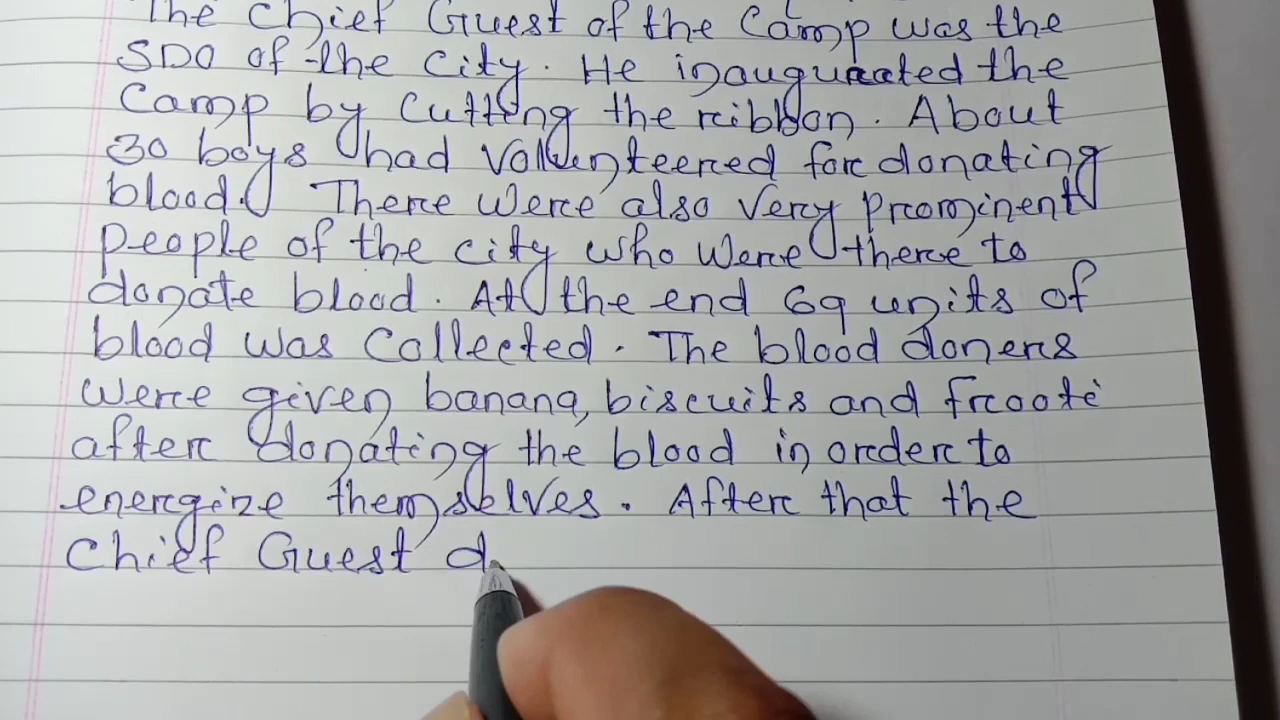 The Chief Guest of the Camp was the
SDO of the City. He inaugurated the
Camp by Cutting the ribbon. About
30 boys had Volunteered for donating
blood. There were also very prominent
people of the city who were there to
donate blood. At the end 69 units of
blood was Collected. The blood doners
were given banana, biscuits and frooti
after donating the blood in order to
energize themselves. After that the
Chief Guest d